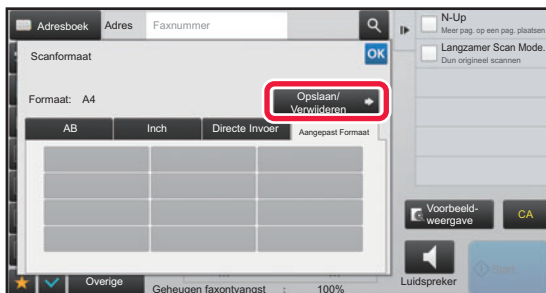 Adresboek
Adres
Faxnummer
N-Up
Meer pag. op een pag. plaatsen
Scanformaat
OK
Langzamer Scan Mode.
Dun origineel scannen
Formaat: A4
Opslaan/
Verwijderen
AB
Inch
Directe Invoer
Aangepast Formaat
Voorbeeld-
weergave
CA
Overige
Geheugen faxontvangst : 100%
Luidspreker
Start